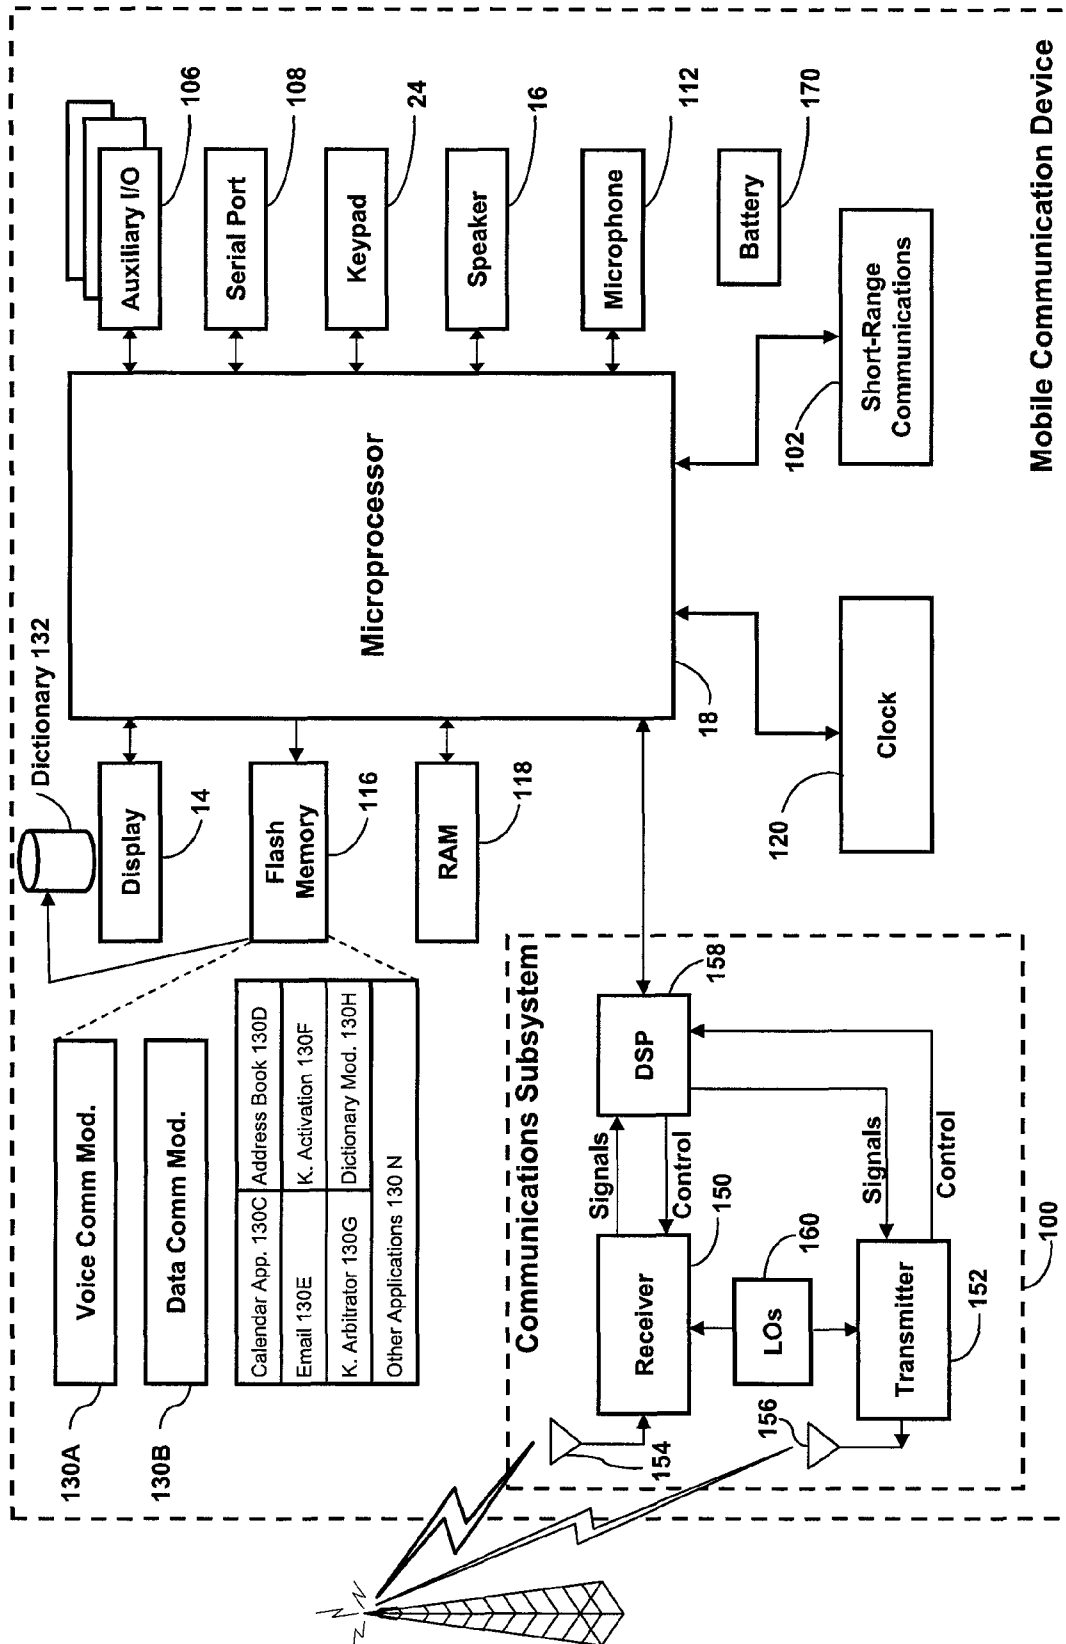 Dictionary 132
Voice Comm Mod.
130A
Data Comm Mod.
130B
Calendar App. 130C
Address Book 130D
Email 130E
K. Activation 130F
K. Arbitrator 130G
Dictionary Mod. 130H
Other Applications 130 N
Display
14
Flash
Memory
116
RAM
118
Microprocessor
18
Auxiliary I/O
106
Serial Port
108
Keypad
24
Speaker
16
Microphone
112
Battery
170
Communications Subsystem
Receiver
150
Signals
Control
DSP
158
LOs
160
Transmitter
152
Signals
Control
154
156
100
Clock
120
Short-Range
Communications
102
Mobile Communication Device